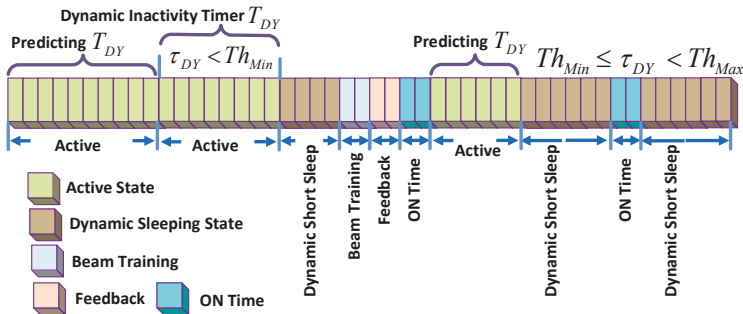 Dynamic Inactivity Timer T_DY
Predicting T_DY
τ_DY < Th_Min
Predicting T_DY
Th_Min ≤ τ_DY < Th_Max
Active
Active
Dynamic Short Sleep
Beam Training
Feedback
ON Time
Active
Dynamic Short Sleep
ON Time
Dynamic Short Sleep
Active State
Dynamic Sleeping State
Beam Training
Feedback
ON Time